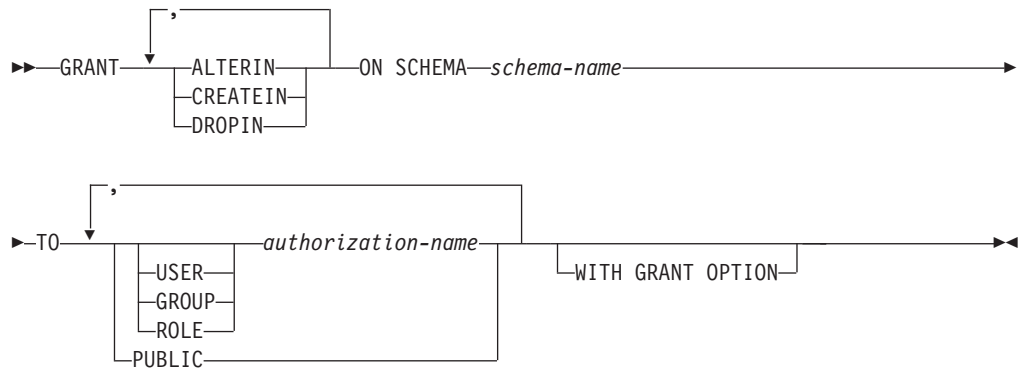 ,
GRANT ALTERIN ON SCHEMA schema-name
CREATEIN
DROPIN
,
TO authorization-name
USER WITH GRANT OPTION
GROUP
ROLE
PUBLIC